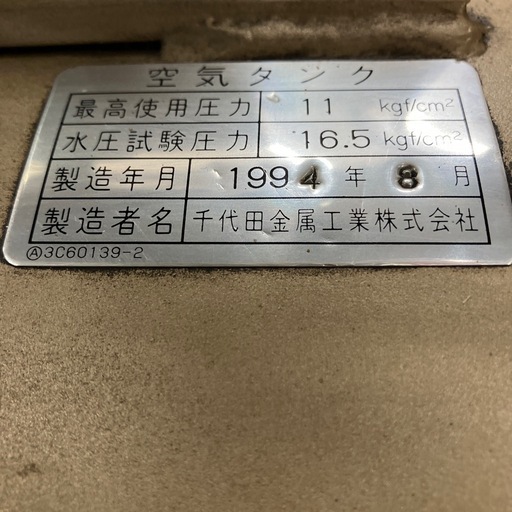 空気タンク
最高使用圧力 11 kgf/cm²
水圧試験圧力 16.5 kgf/cm²
製造年月 1994 年 8 月
製造者名 千代田金属工業株式会社
Ⓐ3C60139-2